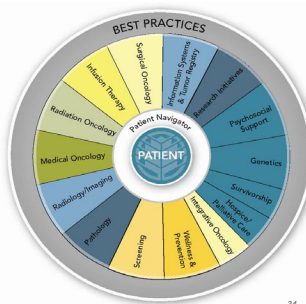 BEST PRACTICES
Information Systems
& Tumor Registry
Research Initiatives
Psychosocial
Support
Genetics
Survivorship
Hospice/
Palliative Care
Integrative Oncology
Wellness &
Prevention
Screening
Pathology
Radiology/Imaging
Medical Oncology
Radiation Oncology
Infusion Therapy
Surgical Oncology
Patient Navigator
PATIENT